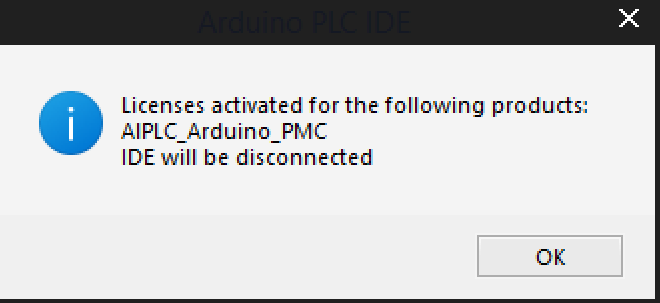 Arduino PLC IDE
Licenses activated for the following products:
AIPLC_Arduino_PMC
IDE will be disconnected
OK